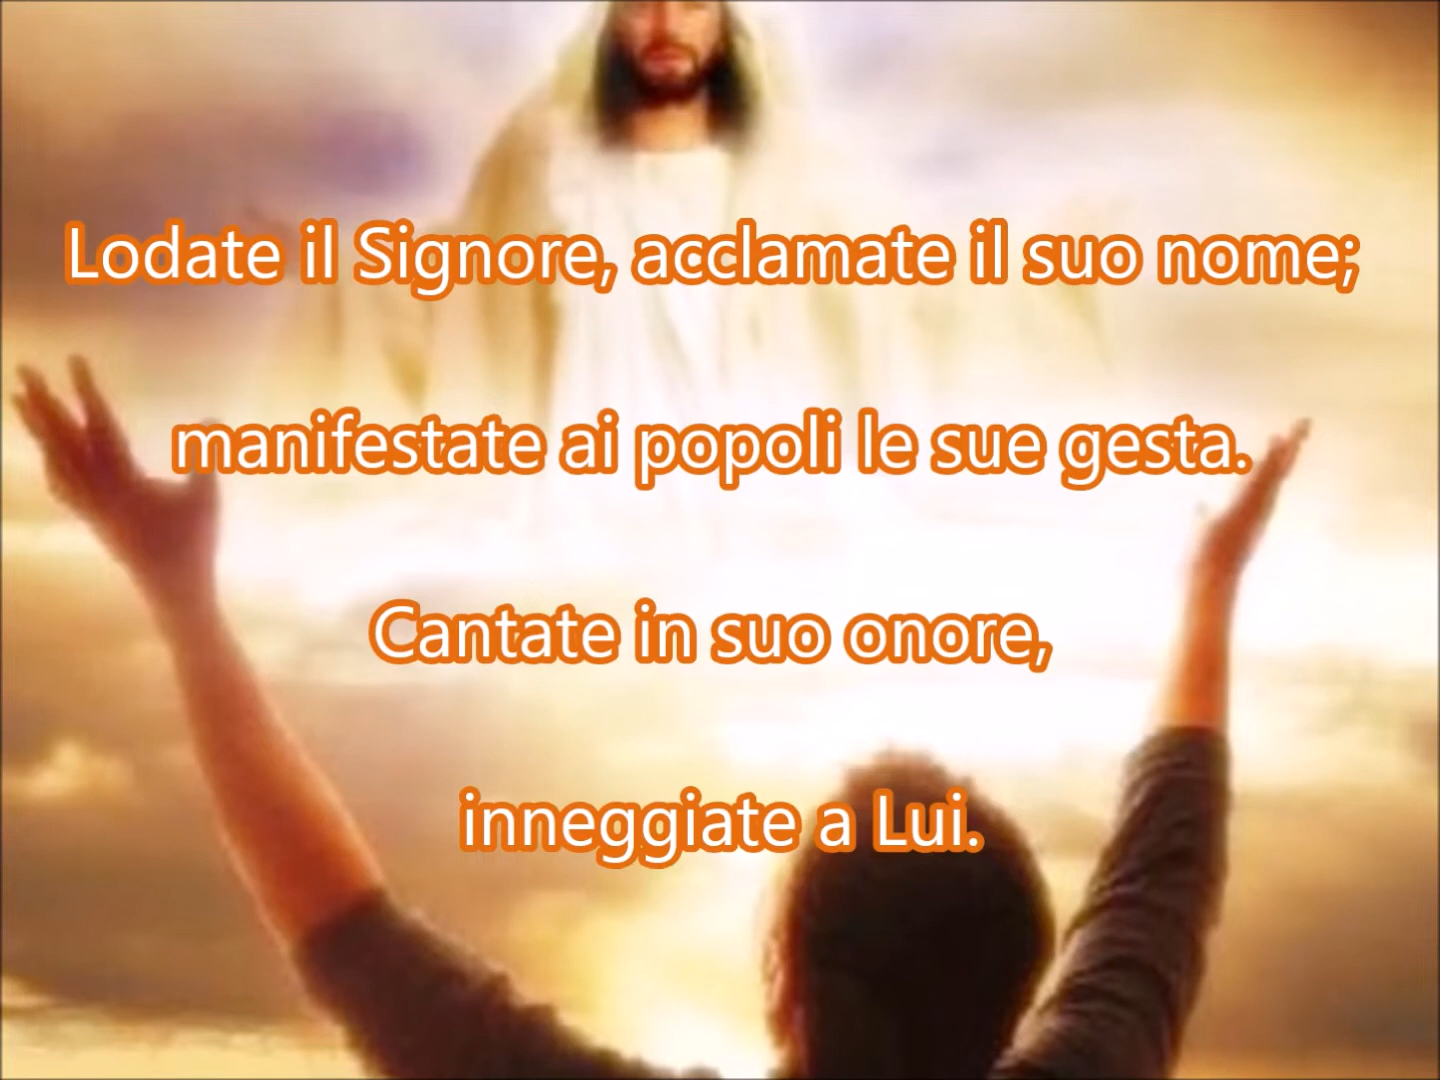 Lodate il Signore, acclamate il suo nome;
manifestate ai popoli le sue gesta.
Cantate in suo onore,
inneggiate a Lui.